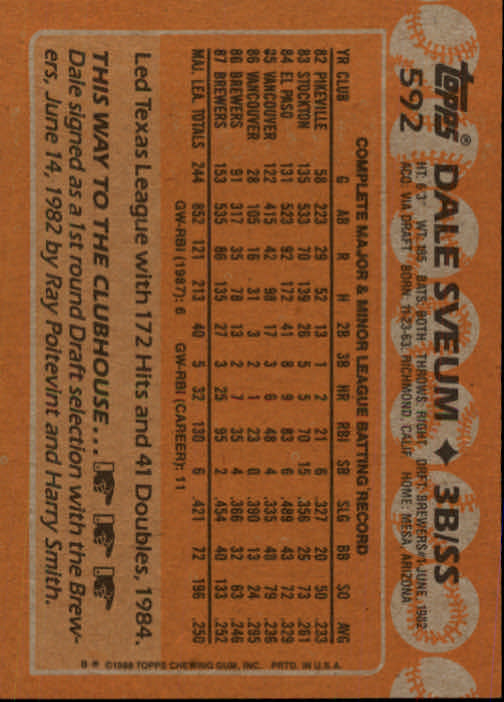 topps® DALE SVEUM ♦ 3B/SS
592 HT: 6'3" WT: 185 BATS: BOTH THROWS: RIGHT DRFT: BREWERS #1-JUNE, 1982
ACQ: VIA DRAFT BORN: 11-23-63, RICHMOND, CALIF HOME: MESA, ARIZONA
COMPLETE MAJOR & MINOR LEAGUE BATTING RECORD
YR CLUB G AB R H 2B 3B HR RBI SB SLG BB SO AVG
82 PIKEVILLE 58 223 29 52 13 1 2 21 6 .327 20 50 .233
83 STOCKTON 135 533 70 139 26 5 5 70 15 .356 25 73 .261
84 EL PASO 131 523 92 172 41 8 9 83 6 .489 43 72 .329
85 VANCOUVER 122 415 42 98 17 3 6 48 4 .335 48 79 .236
86 VANCOUVER 28 105 16 31 3 2 1 23 0 .390 13 24 .295
86 BREWERS 91 317 35 78 13 2 7 35 4 .366 32 63 .246
87 BREWERS 153 535 86 135 27 3 25 95 2 .454 40 133 .252
MAJ. LEA. TOTALS 244 852 121 213 40 5 32 130 6 .421 72 196 .250
GW-RBI (1987): 6 GW-RBI (CAREER): 11
Led Texas League with 172 Hits and 41 Doubles, 1984.
THIS WAY TO THE CLUBHOUSE...
Dale signed as a 1st round Draft selection with the Brew-
ers, June 14, 1982 by Ray Poitevint and Harry Smith.
B * ©1988 TOPPS CHEWING GUM, INC. PRTD. IN U.S.A.